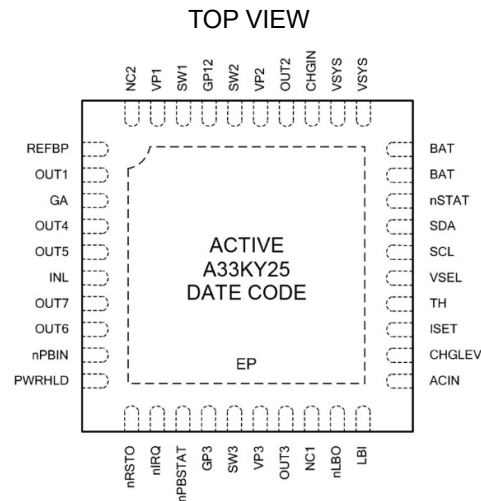 TOP VIEW
NC2
VP1
SW1
GP12
SW2
VP2
OUT2
CHGIN
VSYS
VSYS
REFBP
OUT1
GA
OUT4
OUT5
INL
OUT7
OUT6
nPBIN
PWRHLD
ACTIVE
A33KY25
DATE CODE
EP
BAT
BAT
nSTAT
SDA
SCL
VSEL
TH
ISET
CHGLEV
ACIN
nRSTO
nIRQ
nPBSTAT
GP3
SW3
VP3
OUT3
NC1
nLBO
LBI